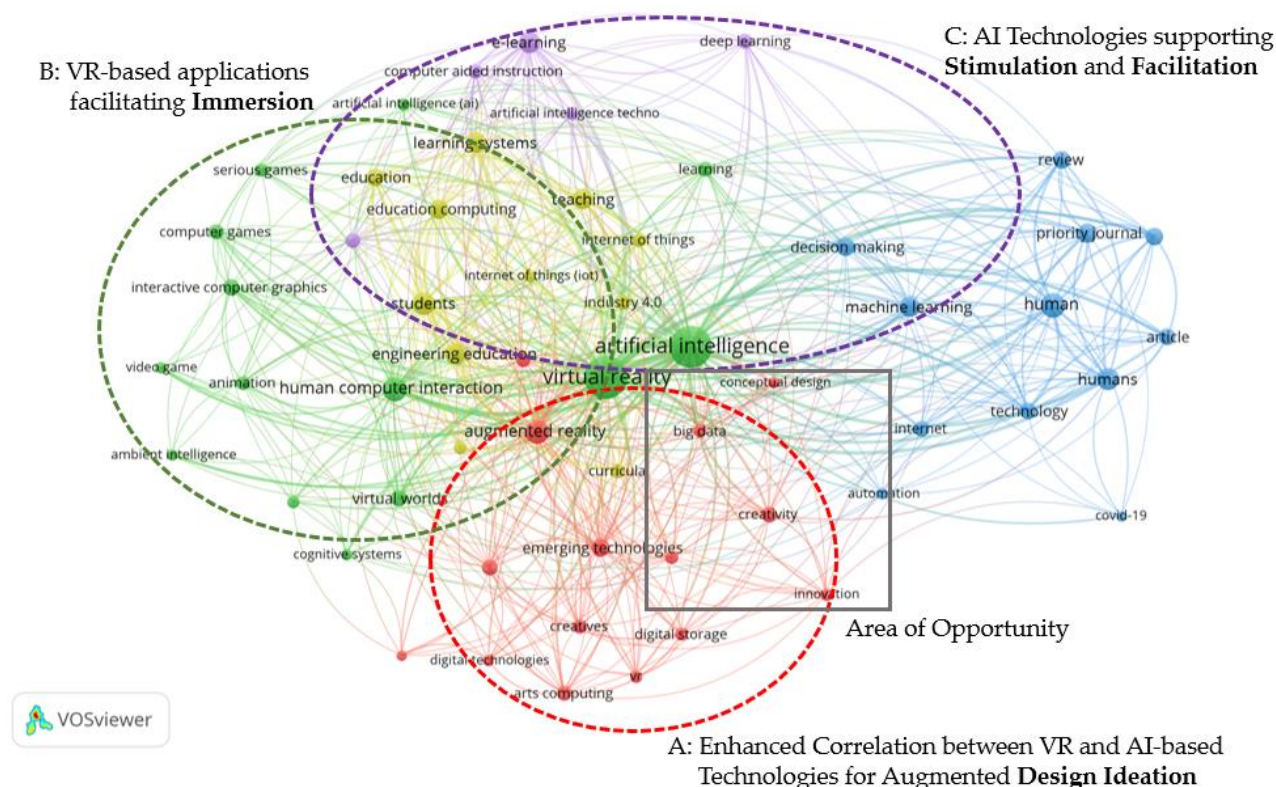 e-learning
deep learning
C: AI Technologies supporting
Stimulation and Facilitation
B: VR-based applications
facilitating Immersion
computer aided instruction
artificial intelligence (ai)
artificial intelligence techno
learning systems
review
serious games
education
learning
education computing
teaching
computer games
internet of things
decision making
priority journal
interactive computer graphics
internet of things (iot)
students
industry 4.0
machine learning
human
article
artificial intelligence
engineering education
video game
animation
human computer interaction
virtual reality
conceptual design
humans
technology
augmented reality
big data
internet
ambient intelligence
curricula
virtual worlds
automation
creativity
covid-19
cognitive systems
emerging technologies
innovation
creatives
digital storage
Area of Opportunity
digital technologies
vr
arts computing
VOSviewer
A: Enhanced Correlation between VR and AI-based
Technologies for Augmented Design Ideation